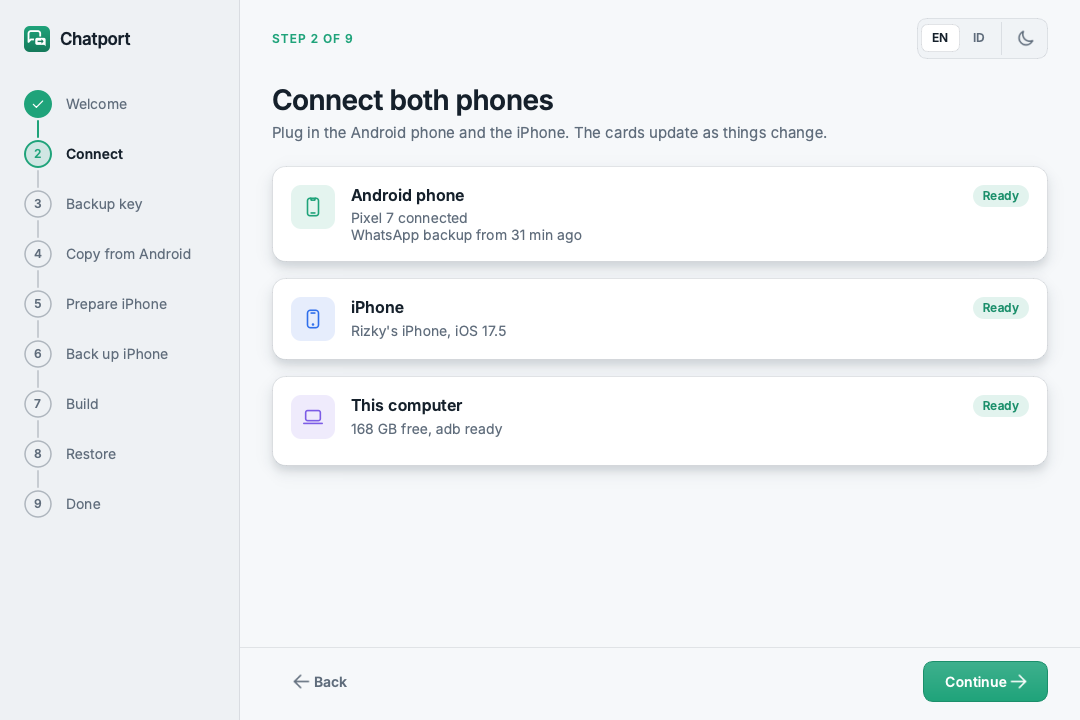 Chatport
Welcome
2 Connect
3 Backup key
4 Copy from Android
5 Prepare iPhone
6 Back up iPhone
7 Build
8 Restore
9 Done
STEP 2 OF 9
EN ID
Connect both phones
Plug in the Android phone and the iPhone. The cards update as things change.
Android phone Ready
Pixel 7 connected
WhatsApp backup from 31 min ago
iPhone Ready
Rizky's iPhone, iOS 17.5
This computer Ready
168 GB free, adb ready
Back Continue